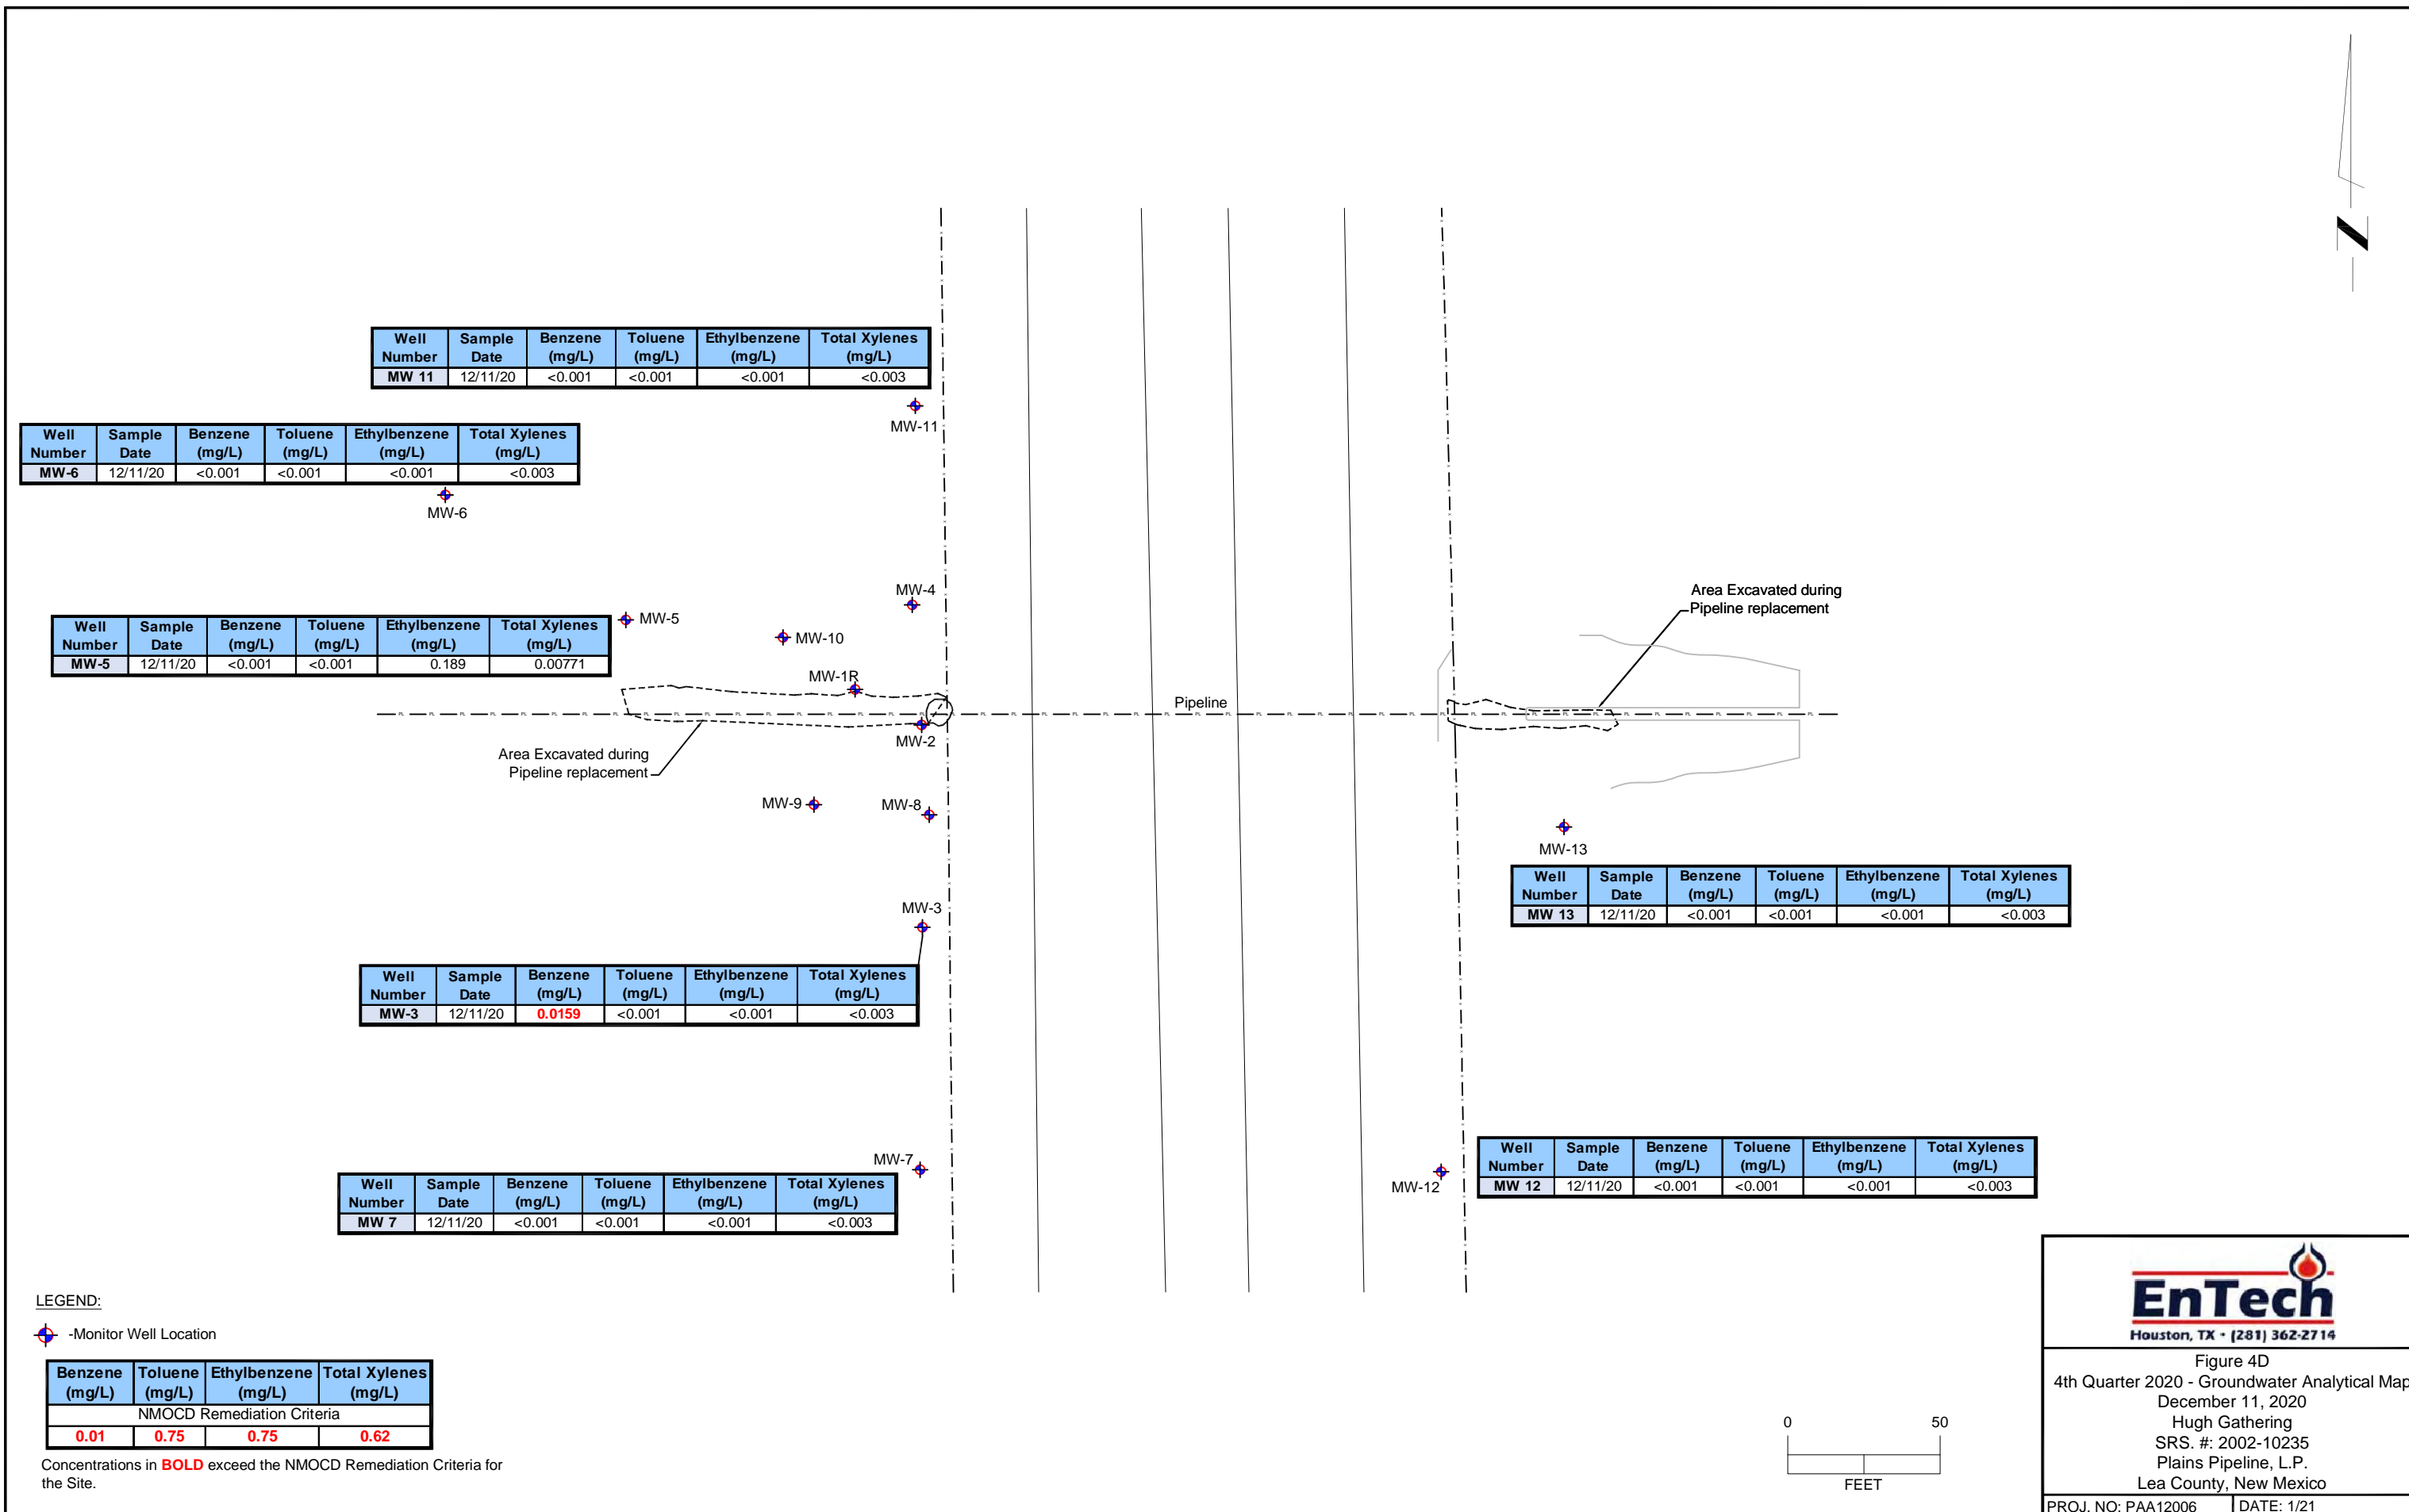 Well Sample Benzene Toluene Ethylbenzene Total Xylenes
Number Date (mg/L) (mg/L) (mg/L) (mg/L)
MW 11 12/11/20 <0.001 <0.001 <0.001 <0.003
MW-11
Well Sample Benzene Toluene Ethylbenzene Total Xylenes
Number Date (mg/L) (mg/L) (mg/L) (mg/L)
MW-6 12/11/20 <0.001 <0.001 <0.001 <0.003
MW-6
N
MW-4
MW-5
MW-10
Well Sample Benzene Toluene Ethylbenzene Total Xylenes
Number Date (mg/L) (mg/L) (mg/L) (mg/L)
MW-5 12/11/20 <0.001 <0.001 0.189 0.00771
MW-1R
Area Excavated during
Pipeline replacement
Pipeline
MW-2
Area Excavated during
Pipeline replacement
MW-9
MW-8
MW-13
Well Sample Benzene Toluene Ethylbenzene Total Xylenes
Number Date (mg/L) (mg/L) (mg/L) (mg/L)
MW 13 12/11/20 <0.001 <0.001 <0.001 <0.003
MW-3
Well Sample Benzene Toluene Ethylbenzene Total Xylenes
Number Date (mg/L) (mg/L) (mg/L) (mg/L)
MW-3 12/11/20 0.0159 <0.001 <0.001 <0.003
MW-7
Well Sample Benzene Toluene Ethylbenzene Total Xylenes
Number Date (mg/L) (mg/L) (mg/L) (mg/L)
MW 7 12/11/20 <0.001 <0.001 <0.001 <0.003
MW-12
Well Sample Benzene Toluene Ethylbenzene Total Xylenes
Number Date (mg/L) (mg/L) (mg/L) (mg/L)
MW 12 12/11/20 <0.001 <0.001 <0.001 <0.003
LEGEND:
-Monitor Well Location
Benzene Toluene Ethylbenzene Total Xylenes
(mg/L) (mg/L) (mg/L) (mg/L)
NMOCD Remediation Criteria
0.01 0.75 0.75 0.62
Concentrations in BOLD exceed the NMOCD Remediation Criteria for
the Site.
0 50
FEET
EnTech
Houston, TX • (281) 362-2714
Figure 4D
4th Quarter 2020 - Groundwater Analytical Map
December 11, 2020
Hugh Gathering
SRS. #: 2002-10235
Plains Pipeline, L.P.
Lea County, New Mexico
PROJ. NO: PAA12006 DATE: 1/21